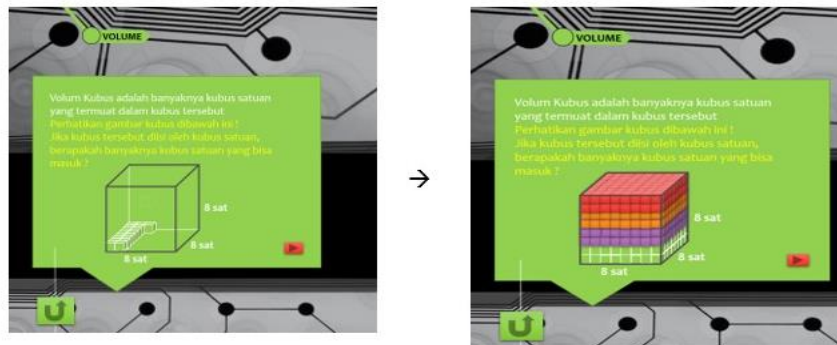 VOLUME
Volum Kubus adalah banyaknya kubus satuan
yang termuat dalam kubus tersebut
Perhatikan gambar kubus dibawah ini !
Jika kubus tersebut diisi oleh kubus satuan,
berapakah banyaknya kubus satuan yang bisa
masuk ?
8 sat
8 sat
8 sat
→
VOLUME
Volum Kubus adalah banyaknya kubus satuan
yang termuat dalam kubus tersebut
Perhatikan gambar kubus dibawah ini !
Jika kubus tersebut diisi oleh kubus satuan,
berapakah banyaknya kubus satuan yang bisa
masuk ?
8 sat
8 sat
8 sat